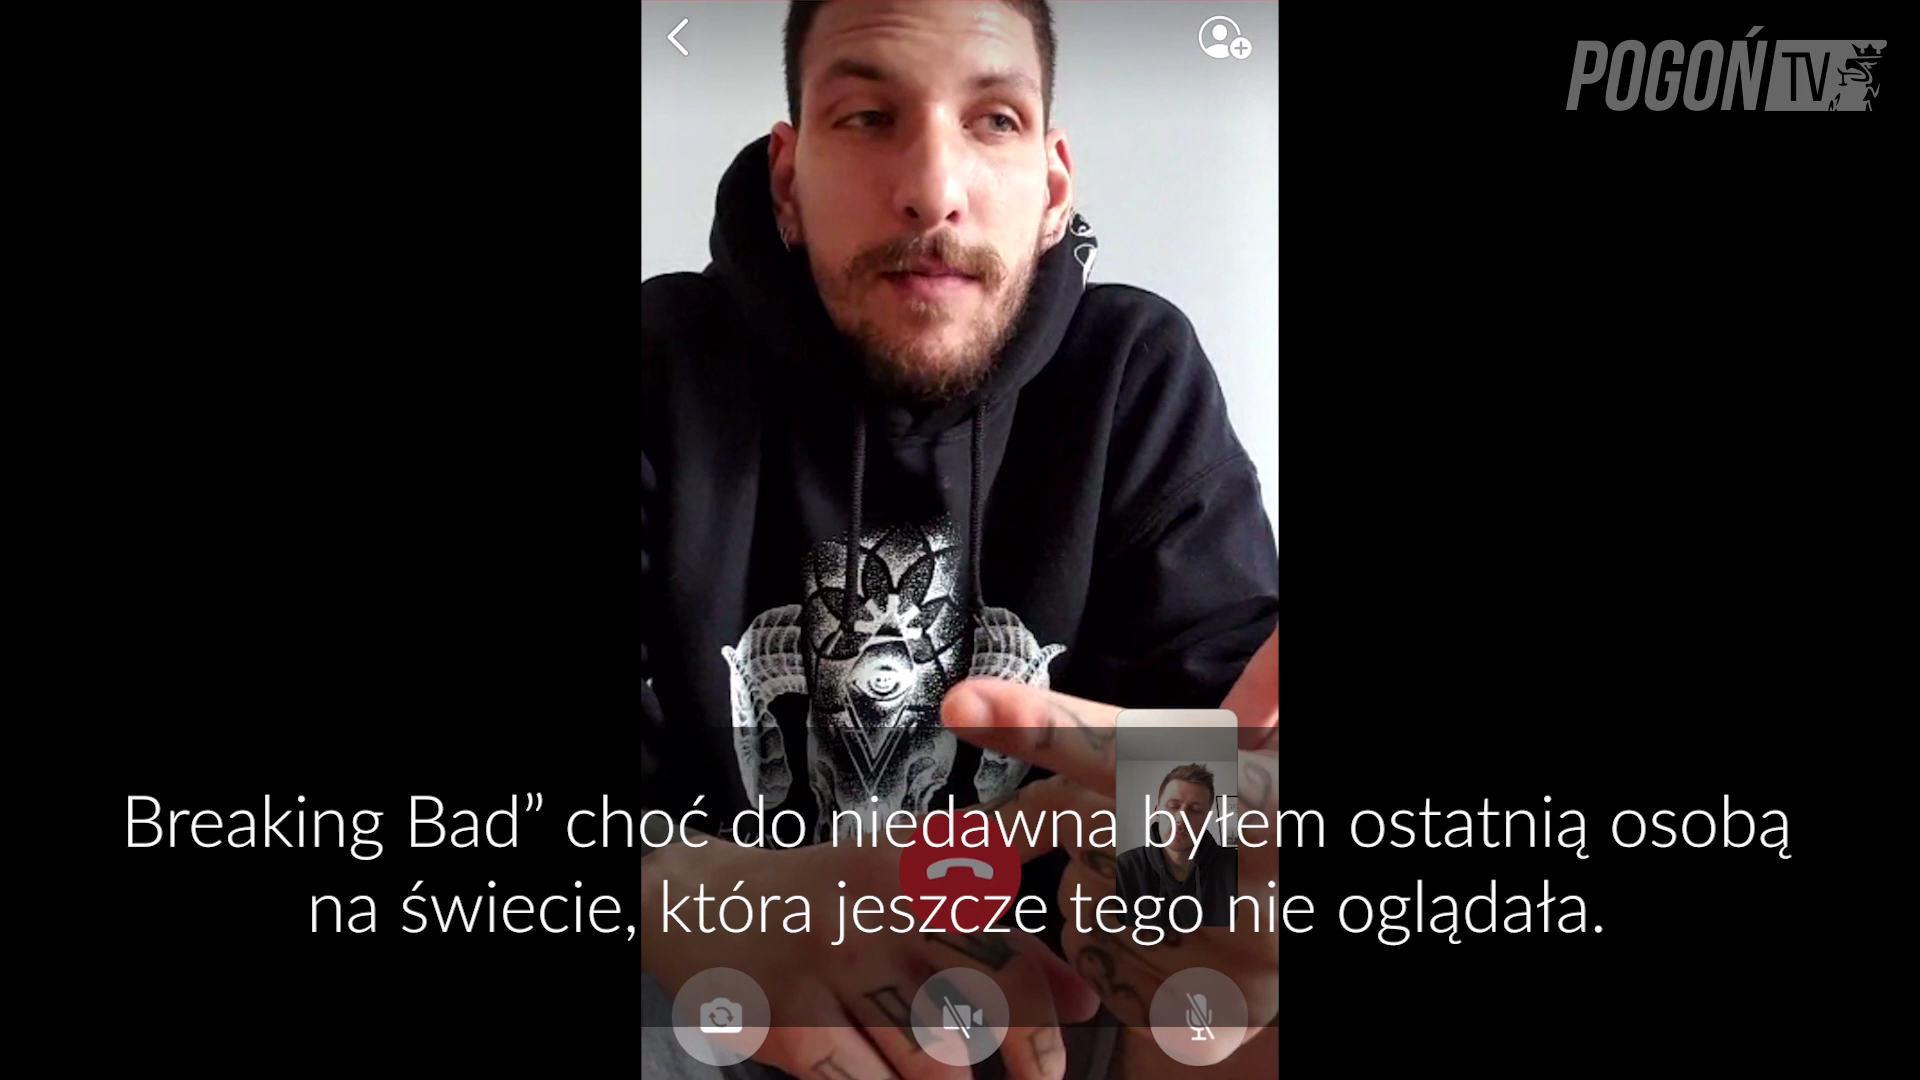 POGOŃ TV
Breaking Bad” choć do niedawna byłem ostatnią osobą
na świecie, która jeszcze tego nie oglądała.